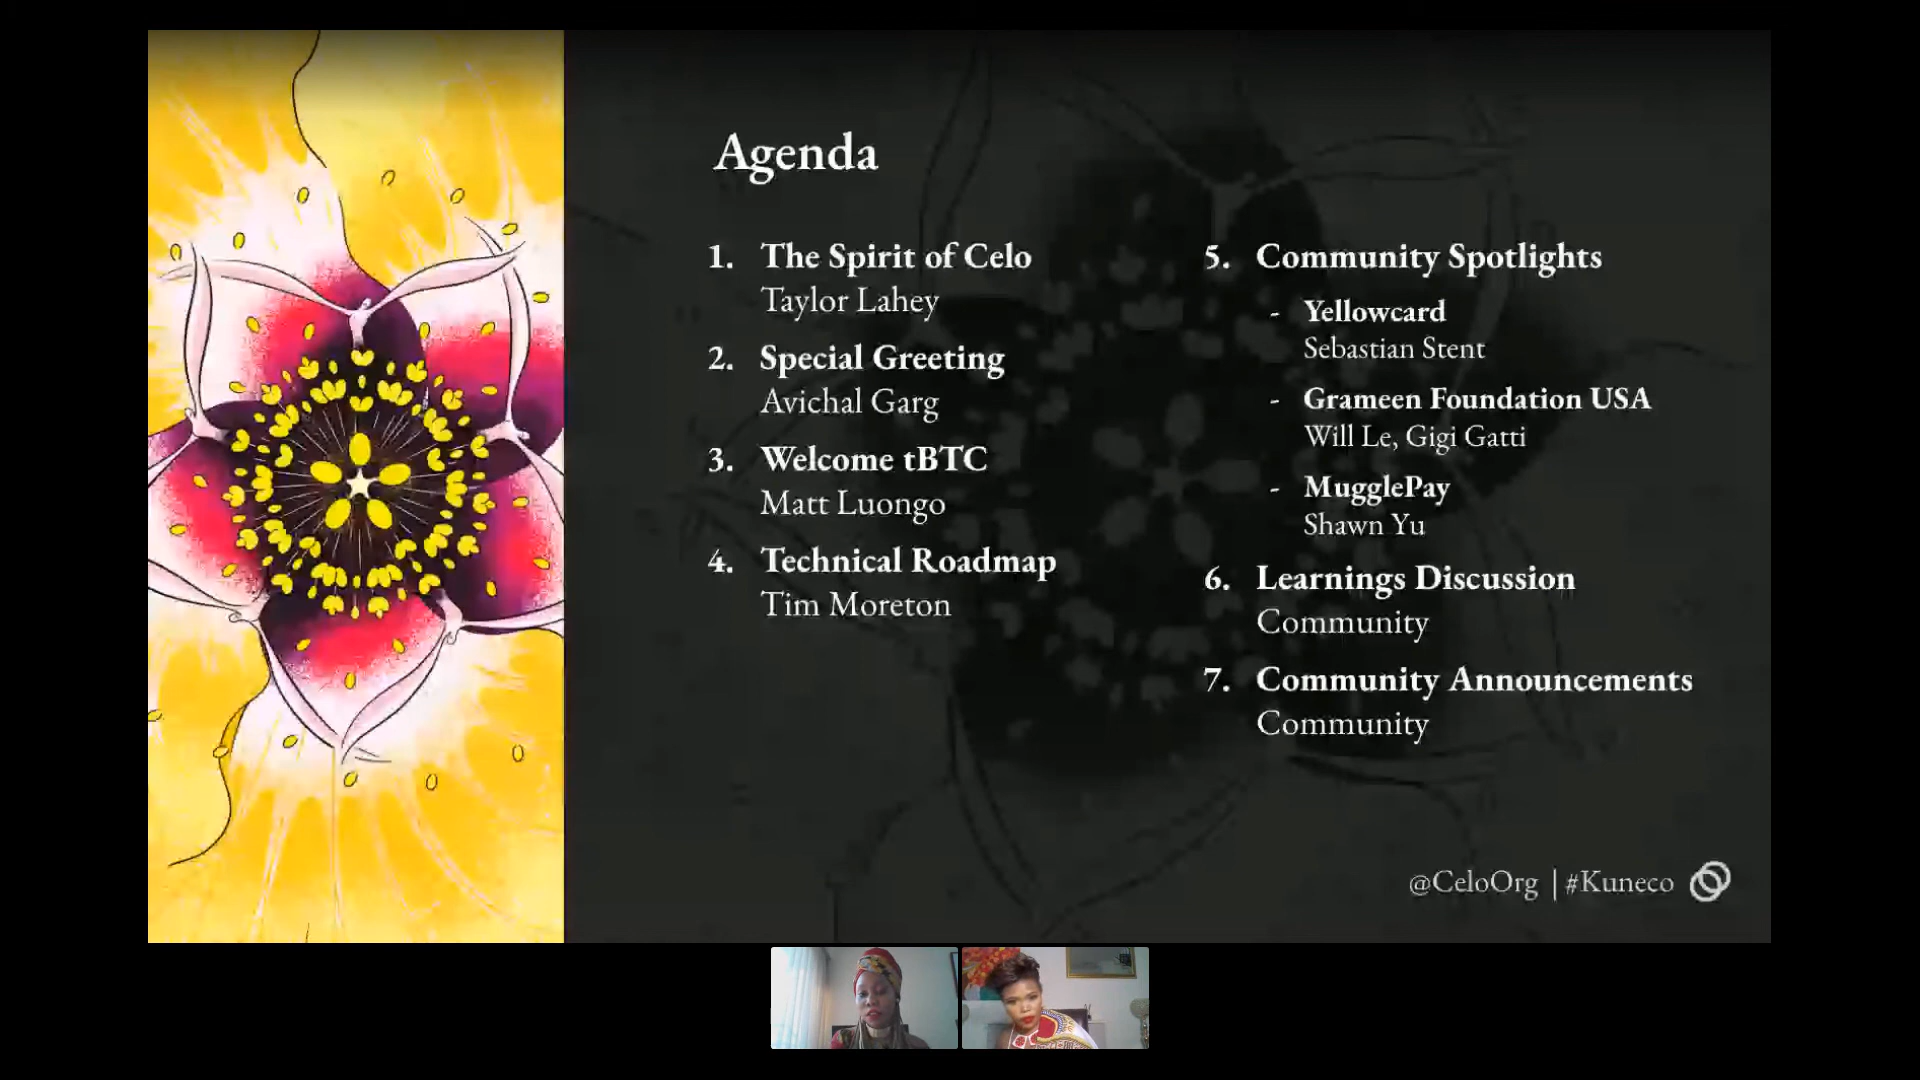 Agenda
1. The Spirit of Celo
Taylor Lahey
2. Special Greeting
Avichal Garg
3. Welcome tBTC
Matt Luongo
4. Technical Roadmap
Tim Moreton
5. Community Spotlights
- Yellowcard
Sebastian Stent
- Grameen Foundation USA
Will Le, Gigi Gatti
- MugglePay
Shawn Yu
6. Learnings Discussion
Community
7. Community Announcements
Community
@CeloOrg | #Kuneco